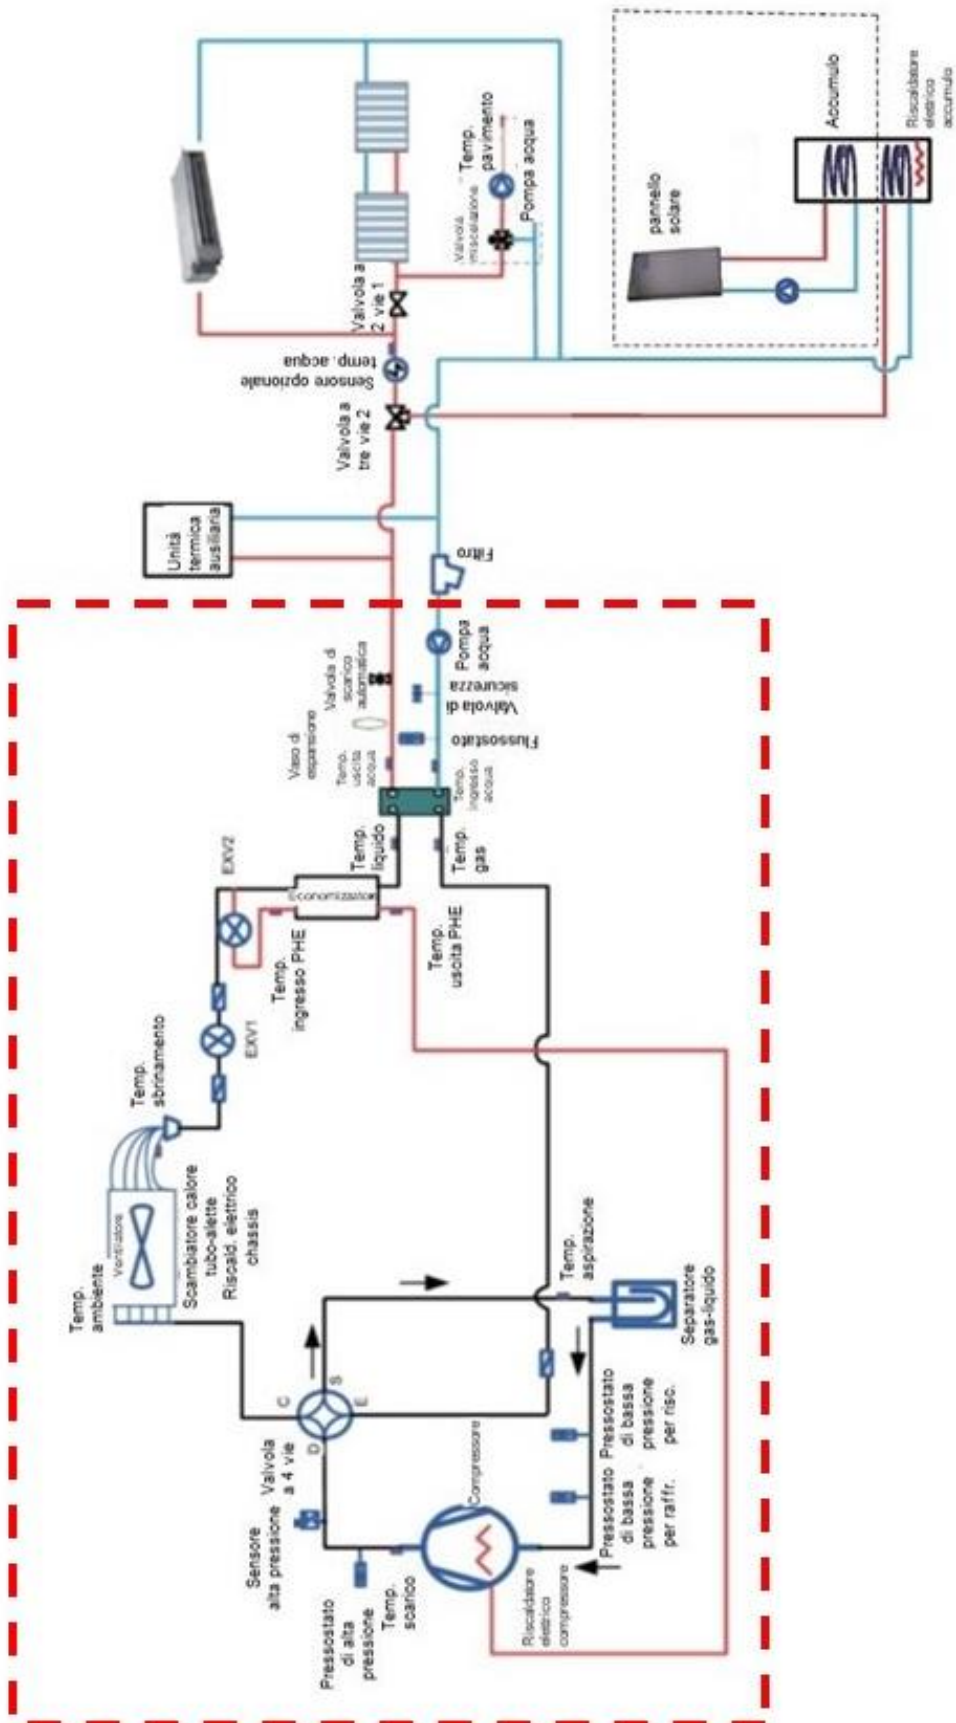 Accumulo
Riscaldatore
elettrico
accumulo
pannello
solare
Temp.
pavimento
Pompa acqua
Valvola
miscelazione
Valvola a
2 vie 1
Sensore opzionale
temp. acqua
Valvola a
tre vie 2
Unità
termica
ausiliaria
Filtro
Pompa
acqua
Valvola di
scarico
automatica
Valvola di
sicurezza
Vaso di
espansione
Flussostato
Temp.
uscita
acqua
Temp.
ingresso
acqua
Temp.
liquido
Temp.
gas
EXV2
Economizzatore
Temp.
ingresso PHE
Temp.
uscita PHE
EXV1
Temp.
sbrinamento
Ventilatore
Temp.
ambiente
Scambiatore calore
tubo-alette
Riscald. elettrico
chassis
Temp.
aspirazione
Separatore
gas-liquido
C
S
E
D
Valvola
a 4 vie
Sensore
alta pressione
Pressostato
di alta
pressione
Temp.
scarico
Compressore
Riscaldatore
elettrico
compressore
Pressostato
di bassa
pressione
per risc.
Pressostato
di bassa
pressione
per raffr.